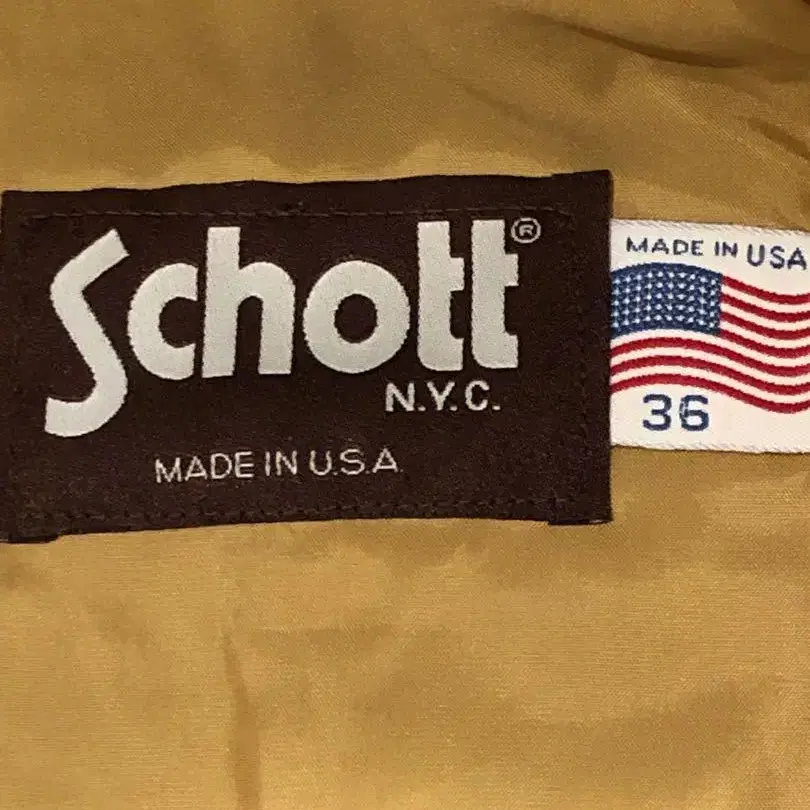 Schott®
N.Y.C.
MADE IN U.S.A
MADE IN USA
36